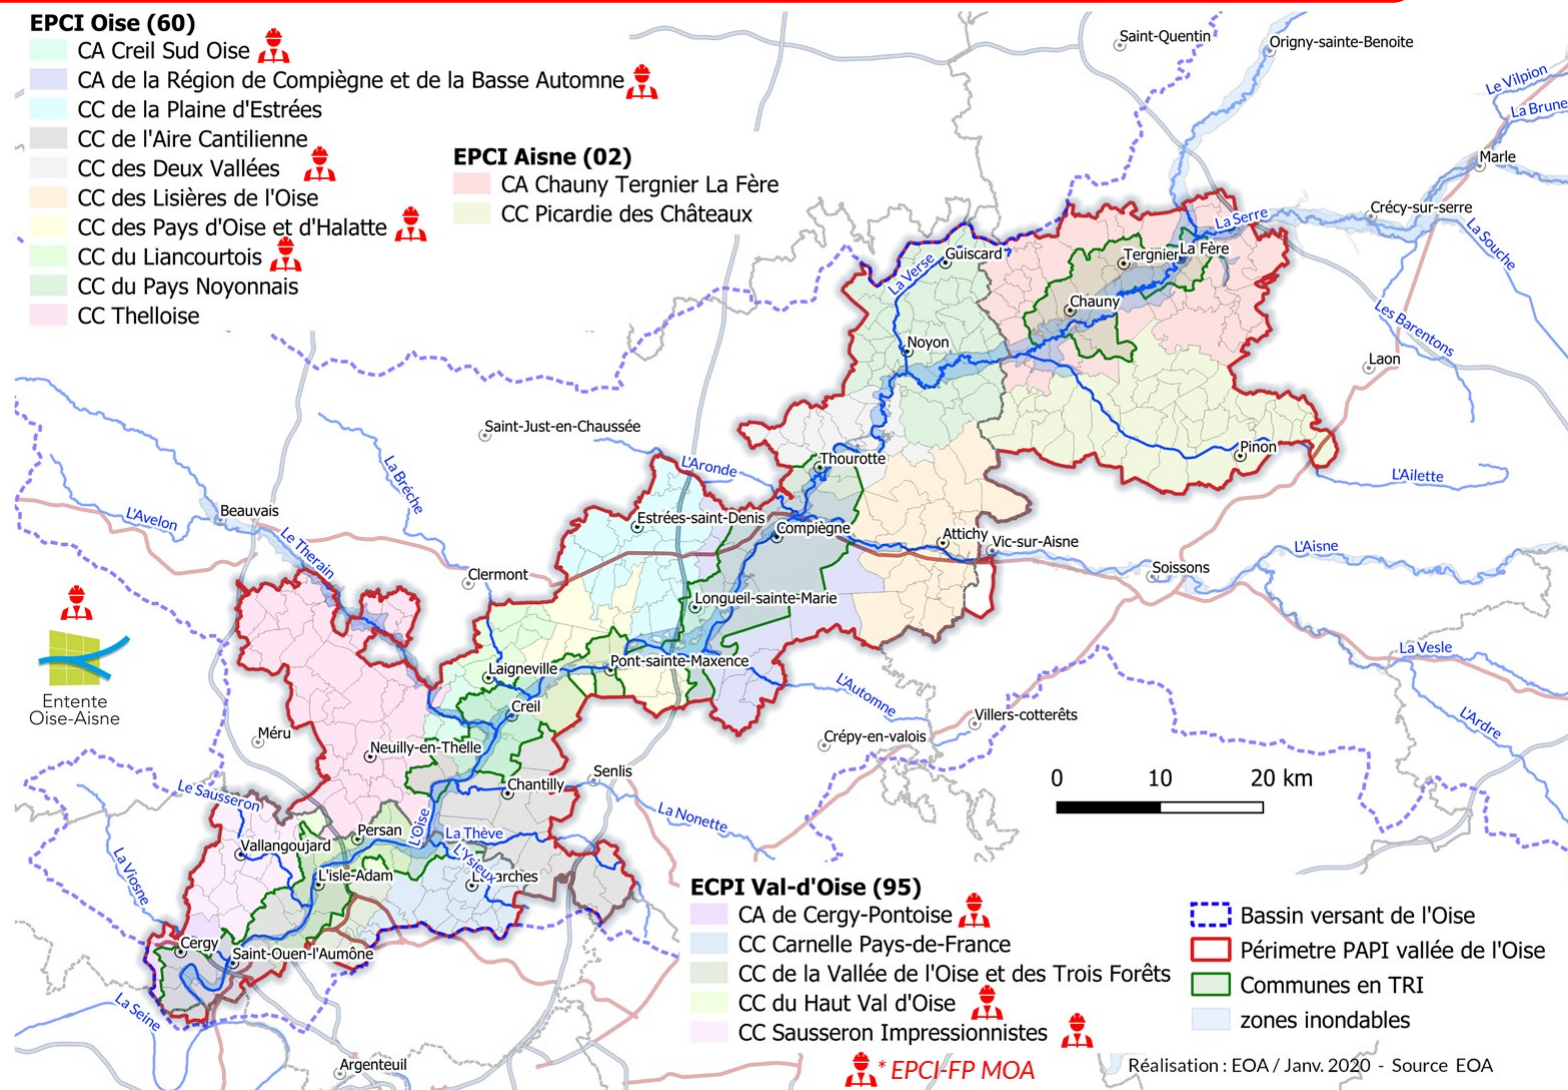 EPCI Oise (60)
CA Creil Sud Oise
CA de la Région de Compiègne et de la Basse Automne
CC de la Plaine d'Estrées
CC de l'Aire Cantilienne
CC des Deux Vallées
CC des Lisières de l'Oise
CC des Pays d'Oise et d'Halatte
CC du Liancourtois
CC du Pays Noyonnais
CC Thelloise
EPCI Aisne (02)
CA Chauny Tergnier La Fère
CC Picardie des Châteaux
Saint-Quentin
Origny-sainte-Benoite
Le Vilpion
La Brune
Marle
Crécy-sur-serre
La Serre
La Souche
Guiscard
La Verse
Tergnier
La Fère
Chauny
Les Barentons
Noyon
Laon
Saint-Just-en-Chaussée
Thourotte
Pinon
L'Aronde
L'Ailette
La Brêche
Beauvais
L'Avelon
Le Therain
Estrées-saint-Denis
Compiègne
Attichy
Vic-sur-Aisne
L'Aisne
Soissons
Clermont
Longueil-sainte-Marie
La Vesle
Entente
Oise-Aisne
Laigneville
Pont-sainte-Maxence
L'Automne
Creil
Villers-cotterêts
L'Ardre
Méru
Neuilly-en-Thelle
Crépy-en-valois
Senlis
Chantilly
0 10 20 km
Le Sausseron
La Nonette
Persan
L'Oise
La Thève
Vallangoujard
L'Ysieux
La Viosne
L'isle-Adam
Cergy
Saint-Ouen-l'Aumône
La Seine
Argenteuil
ECPI Val-d'Oise (95)
CA de Cergy-Pontoise
CC Carnelle Pays-de-France
CC de la Vallée de l'Oise et des Trois Forêts
CC du Haut Val d'Oise
CC Sausseron Impressionnistes
* EPCI-FP MOA
Bassin versant de l'Oise
Périmetre PAPI vallée de l'Oise
Communes en TRI
zones inondables
Réalisation : EOA / Janv. 2020 - Source EOA